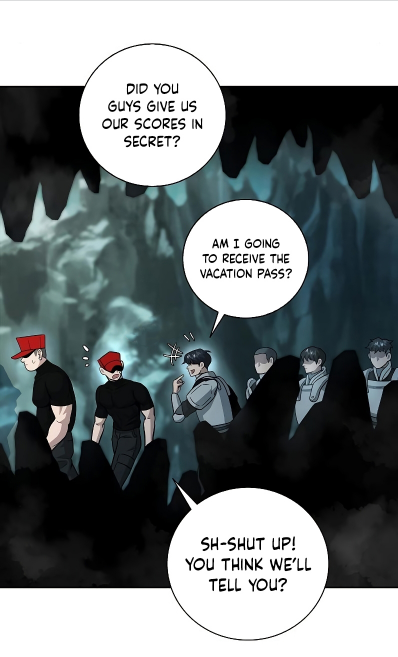 DID YOU
GUYS GIVE US
OUR SCORES IN
SECRET?
AM I GOING
TO RECEIVE THE
VACATION PASS?
SH-SHUT UP!
YOU THINK WE'LL
TELL YOU?